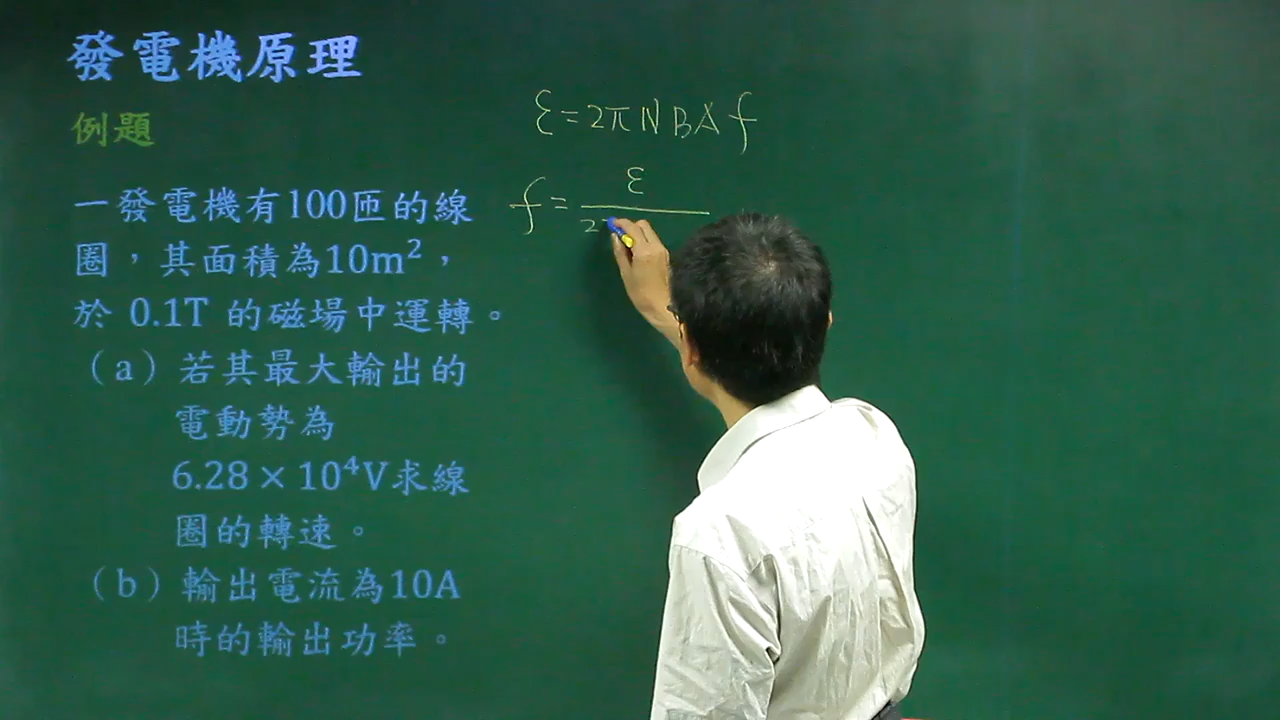 發電機原理
例題
一發電機有100匝的線
圈，其面積為10m²，
於 0.1T 的磁場中運轉。
（a）若其最大輸出的
電動勢為
6.28×10⁴V求線
圈的轉速。
（b）輸出電流為10A
時的輸出功率。
ε=2πNBAf
f=ε/2